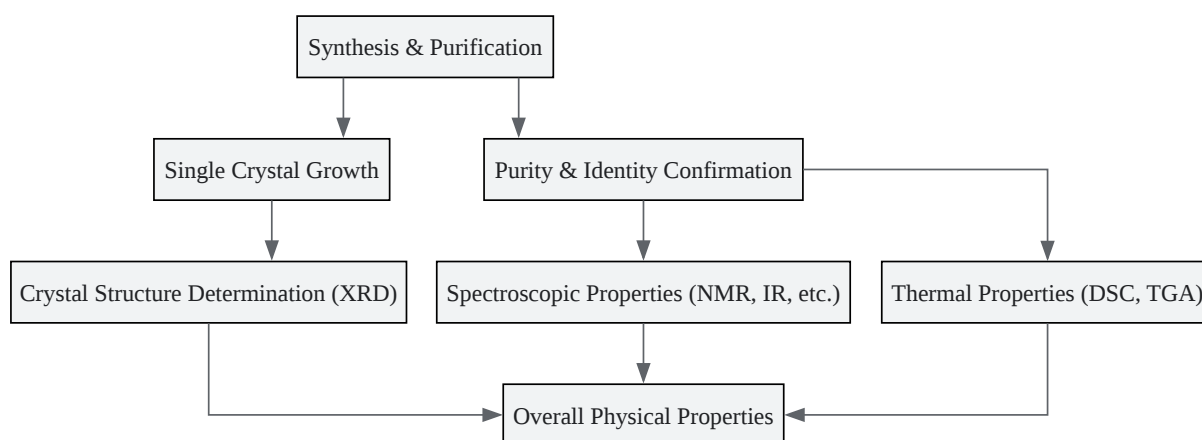 Synthesis & Purification
Single Crystal Growth
Purity & Identity Confirmation
Crystal Structure Determination (XRD)
Spectroscopic Properties (NMR, IR, etc.)
Thermal Properties (DSC, TGA)
Overall Physical Properties